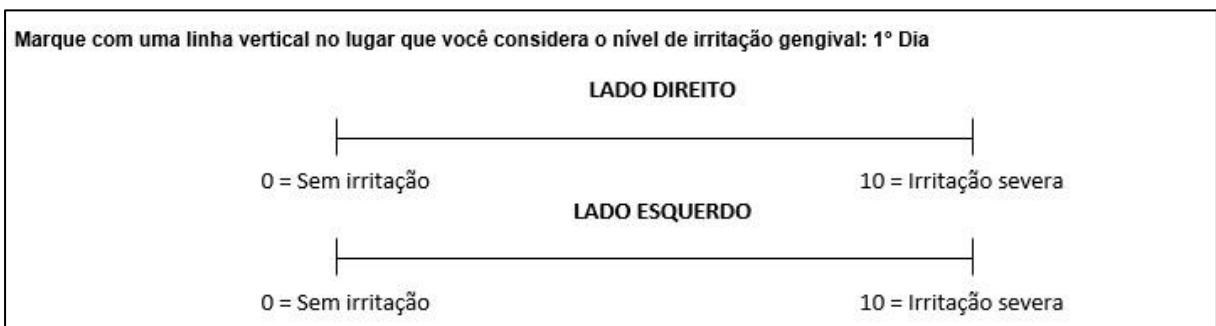 Marque com uma linha vertical no lugar que você considera o nível de irritação gengival: 1° Dia
LADO DIREITO
0 = Sem irritação 10 = Irritação severa
LADO ESQUERDO
0 = Sem irritação 10 = Irritação severa